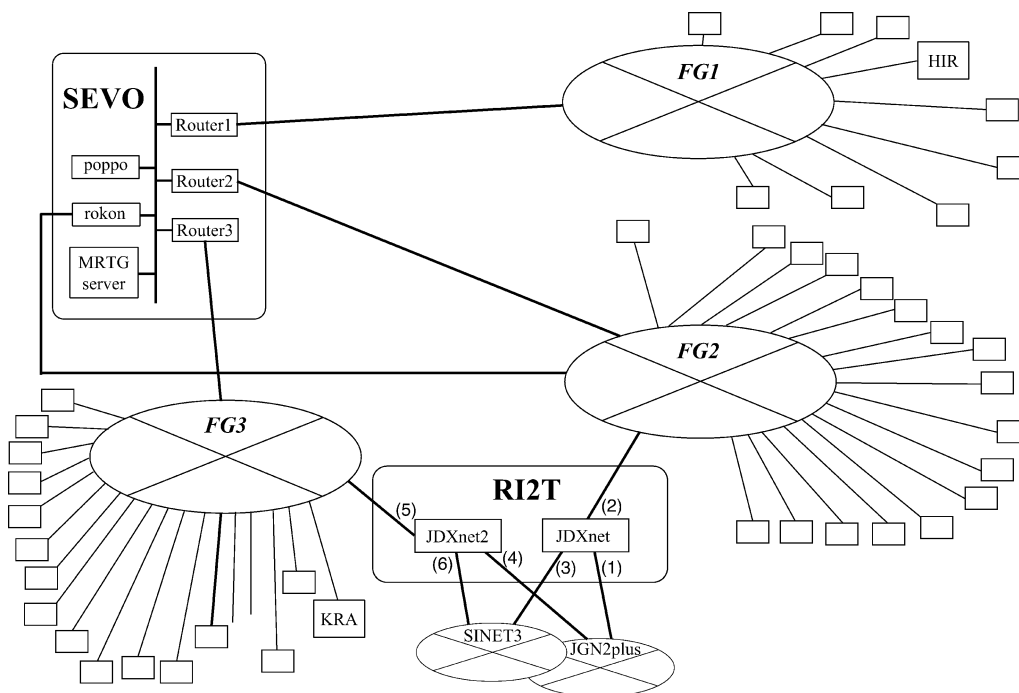 SEVO
Router1
poppo
Router2
rokon
Router3
MRTG
server
FG1
HIR
FG2
FG3
KRA
RI2T
(5)
(2)
JDXnet2
JDXnet
(6)
(4)
(3)
(1)
SINET3
JGN2plus